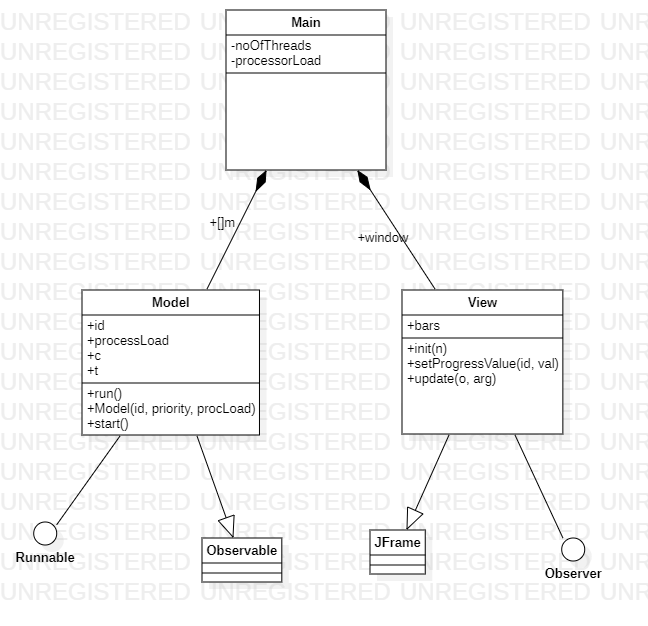 Main
-noOfThreads
-processorLoad
+[]m
+window
Model
+id
+processLoad
+c
+t
+run()
+Model(id, priority, procLoad)
+start()
View
+bars
+init(n)
+setProgressValue(id, val)
+update(o, arg)
Runnable
Observable
JFrame
Observer
UNREGISTERED